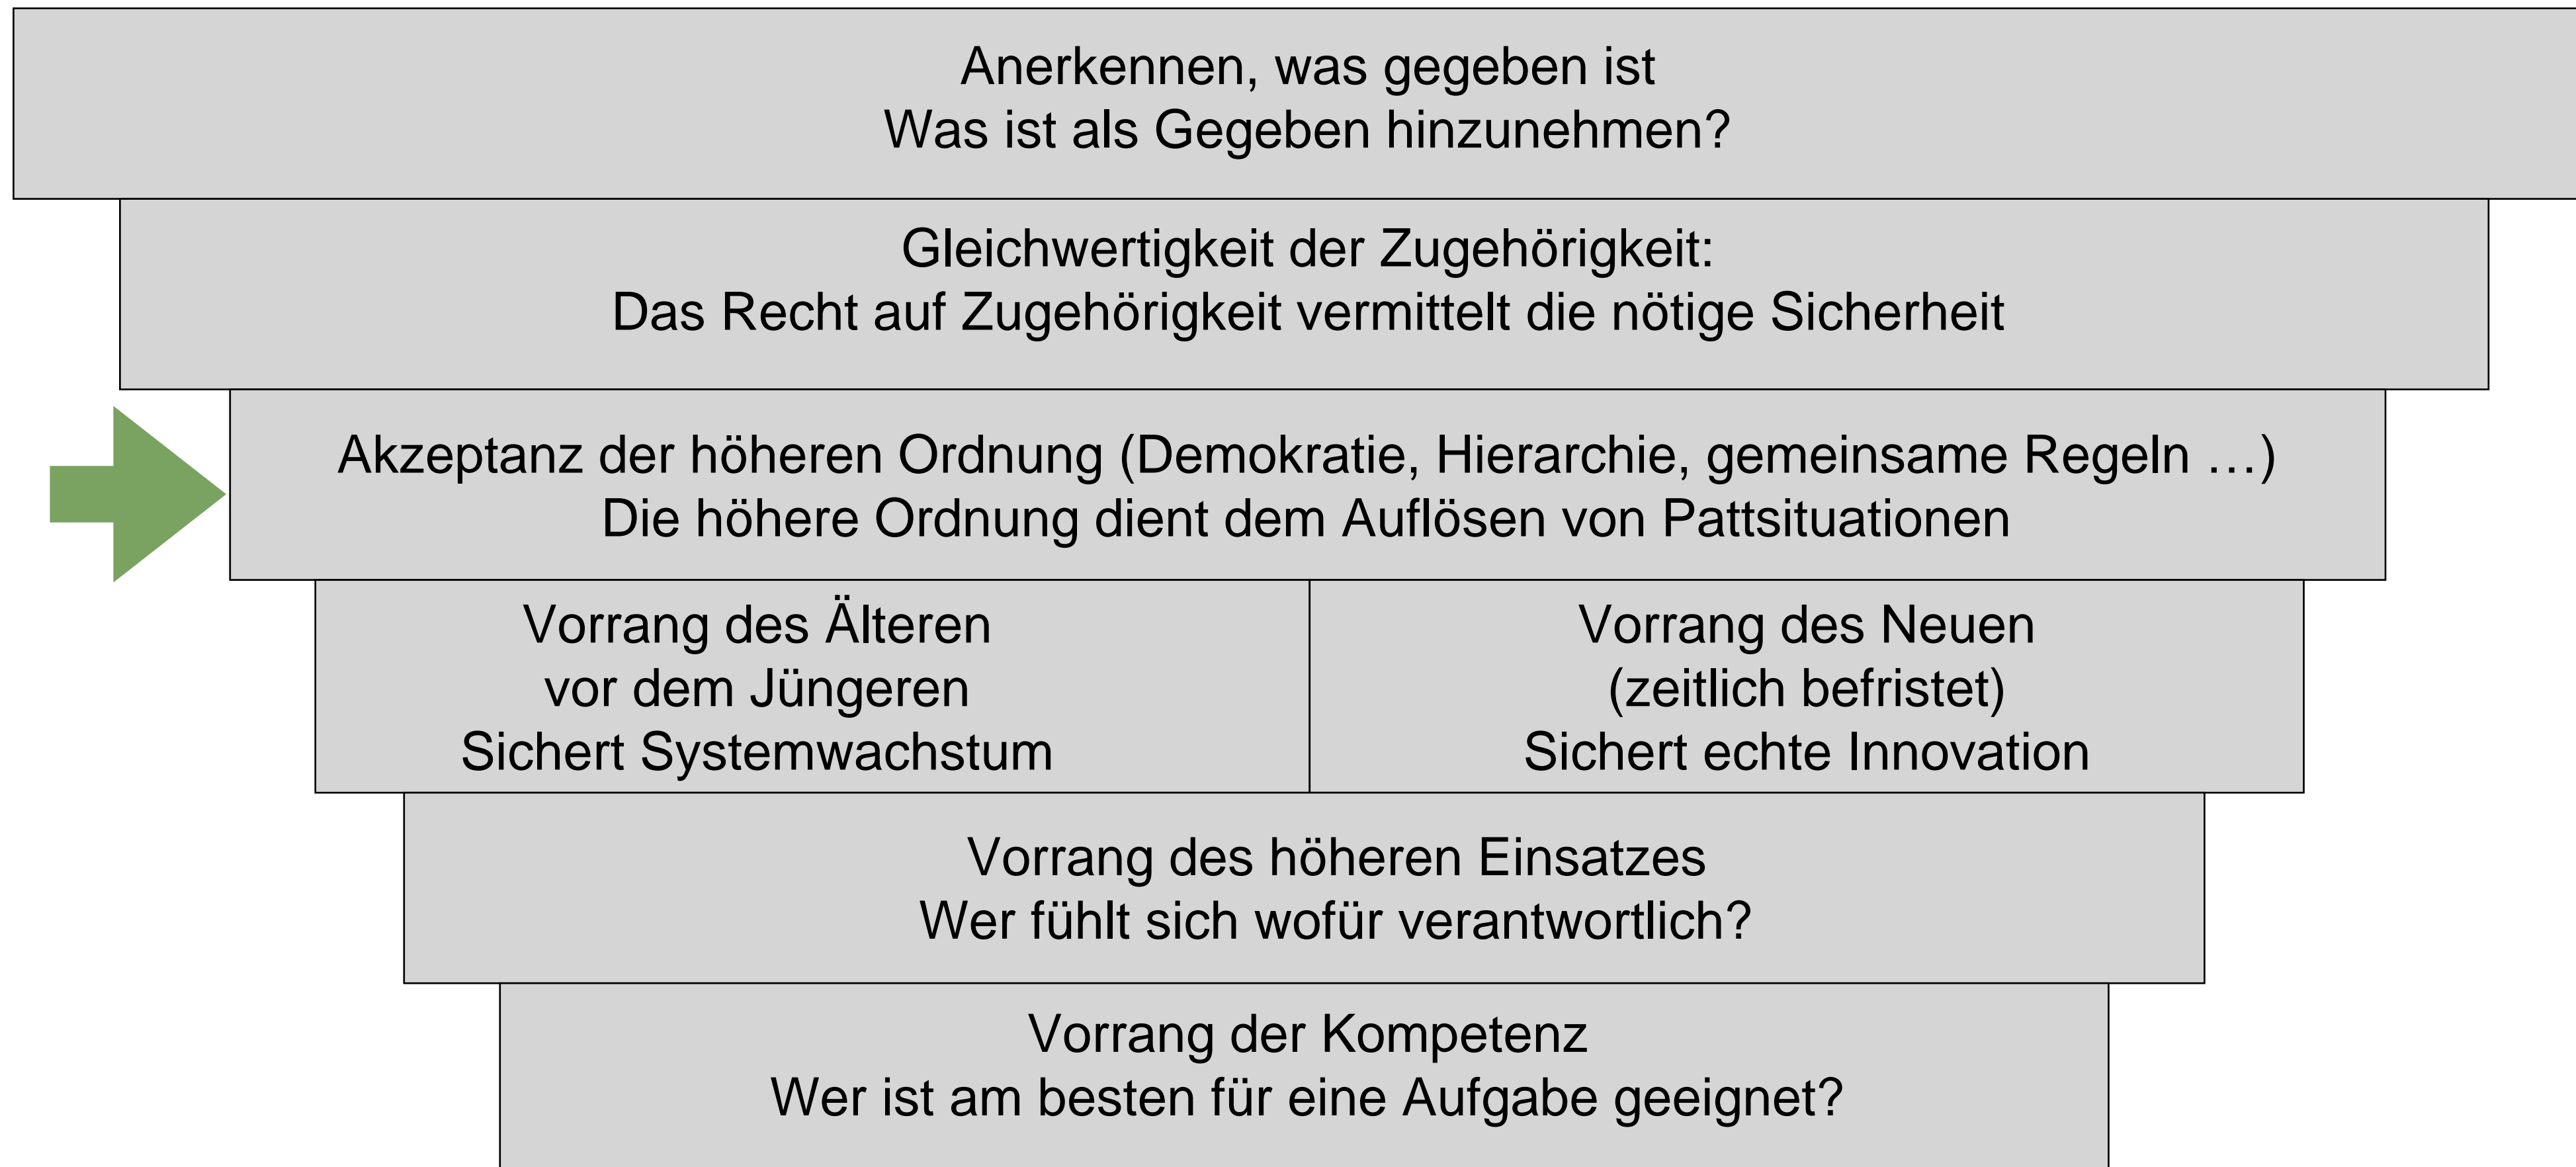 Anerkennen, was gegeben ist
Was ist als Gegeben hinzunehmen?
Gleichwertigkeit der Zugehörigkeit:
Das Recht auf Zugehörigkeit vermittelt die nötige Sicherheit
Akzeptanz der höheren Ordnung (Demokratie, Hierarchie, gemeinsame Regeln …)
Die höhere Ordnung dient dem Auflösen von Pattsituationen
Vorrang des Älteren
vor dem Jüngeren
Sichert Systemwachstum
Vorrang des Neuen
(zeitlich befristet)
Sichert echte Innovation
Vorrang des höheren Einsatzes
Wer fühlt sich wofür verantwortlich?
Vorrang der Kompetenz
Wer ist am besten für eine Aufgabe geeignet?